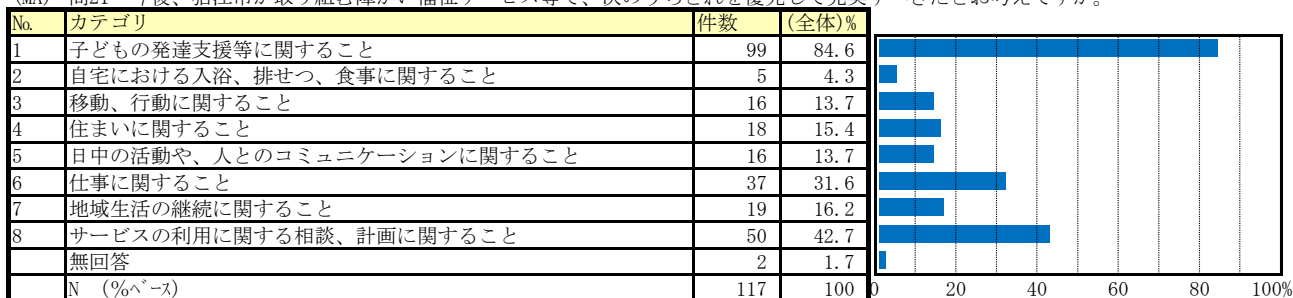 No. カテゴリ 件数 (全体)%
1 子どもの発達支援等に関すること 99 84.6
2 自宅における入浴、排せつ、食事に関すること 5 4.3
3 移動、行動に関すること 16 13.7
4 住まいに関すること 18 15.4
5 日中の活動や、人とのコミュニケーションに関すること 16 13.7
6 仕事に関すること 37 31.6
7 地域生活の継続に関すること 19 16.2
8 サービスの利用に関する相談、計画に関すること 50 42.7
無回答 2 1.7
N (%ベース) 117 100
0 20 40 60 80 100%